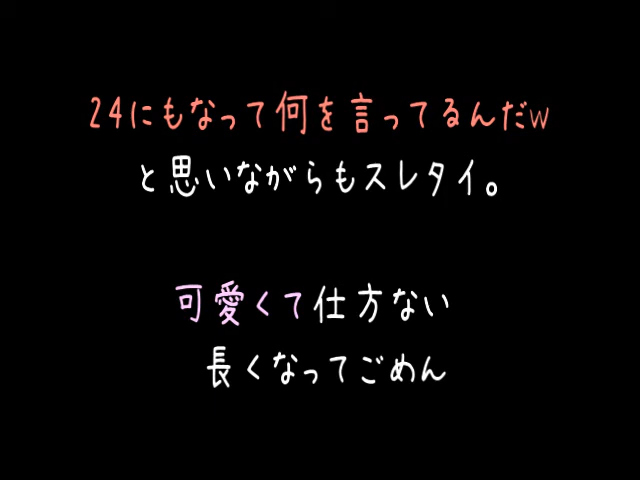 24にもなって何を言ってるんだw
と思いながらもスレタイ。
可愛くて仕方ない
長くなってごめん